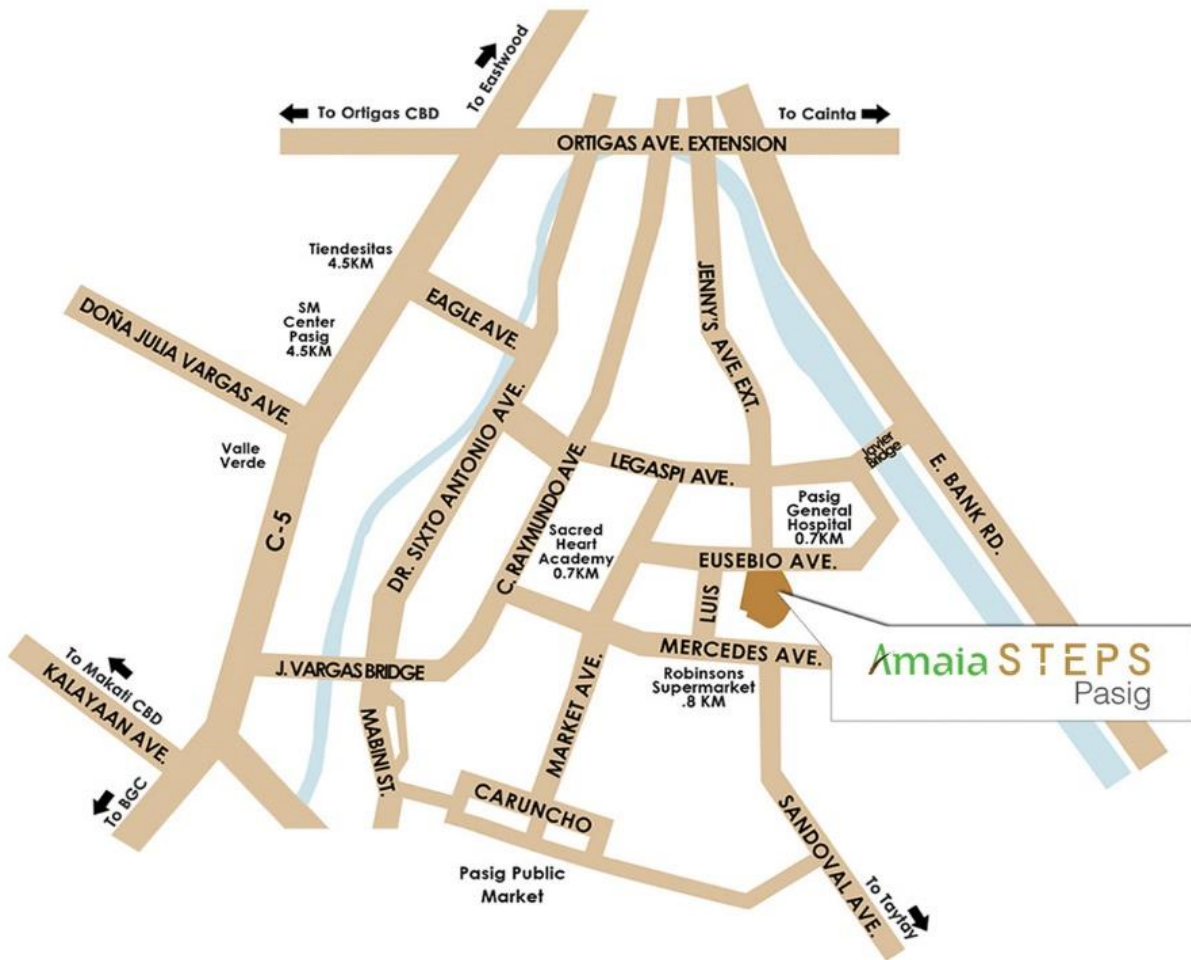 To Eastwood
To Ortigas CBD
To Cainta
ORTIGAS AVE. EXTENSION
Tiendesitas
4.5KM
EAGLE AVE.
JENNY'S AVE. EXT.
SM
Center
Pasig
4.5KM
DOÑA JULIA VARGAS AVE.
Valle
Verde
C-5
DR. SIXTO ANTONIO AVE.
C. RAYMUNDO AVE.
LEGASPI AVE.
Javier
Bridge
E. BANK RD.
Pasig
General
Hospital
0.7KM
Sacred
Heart
Academy
0.7KM
EUSEBIO AVE.
LUIS
MERCEDES AVE.
Amaia STEPS
Pasig
Robinsons
Supermarket
.8 KM
J. VARGAS BRIDGE
To Makati CBD
KALAYAAN AVE.
To BGC
MABINI ST.
MARKET AVE.
CARUNCHO
Pasig Public
Market
SANDOVAL AVE.
To Taytay